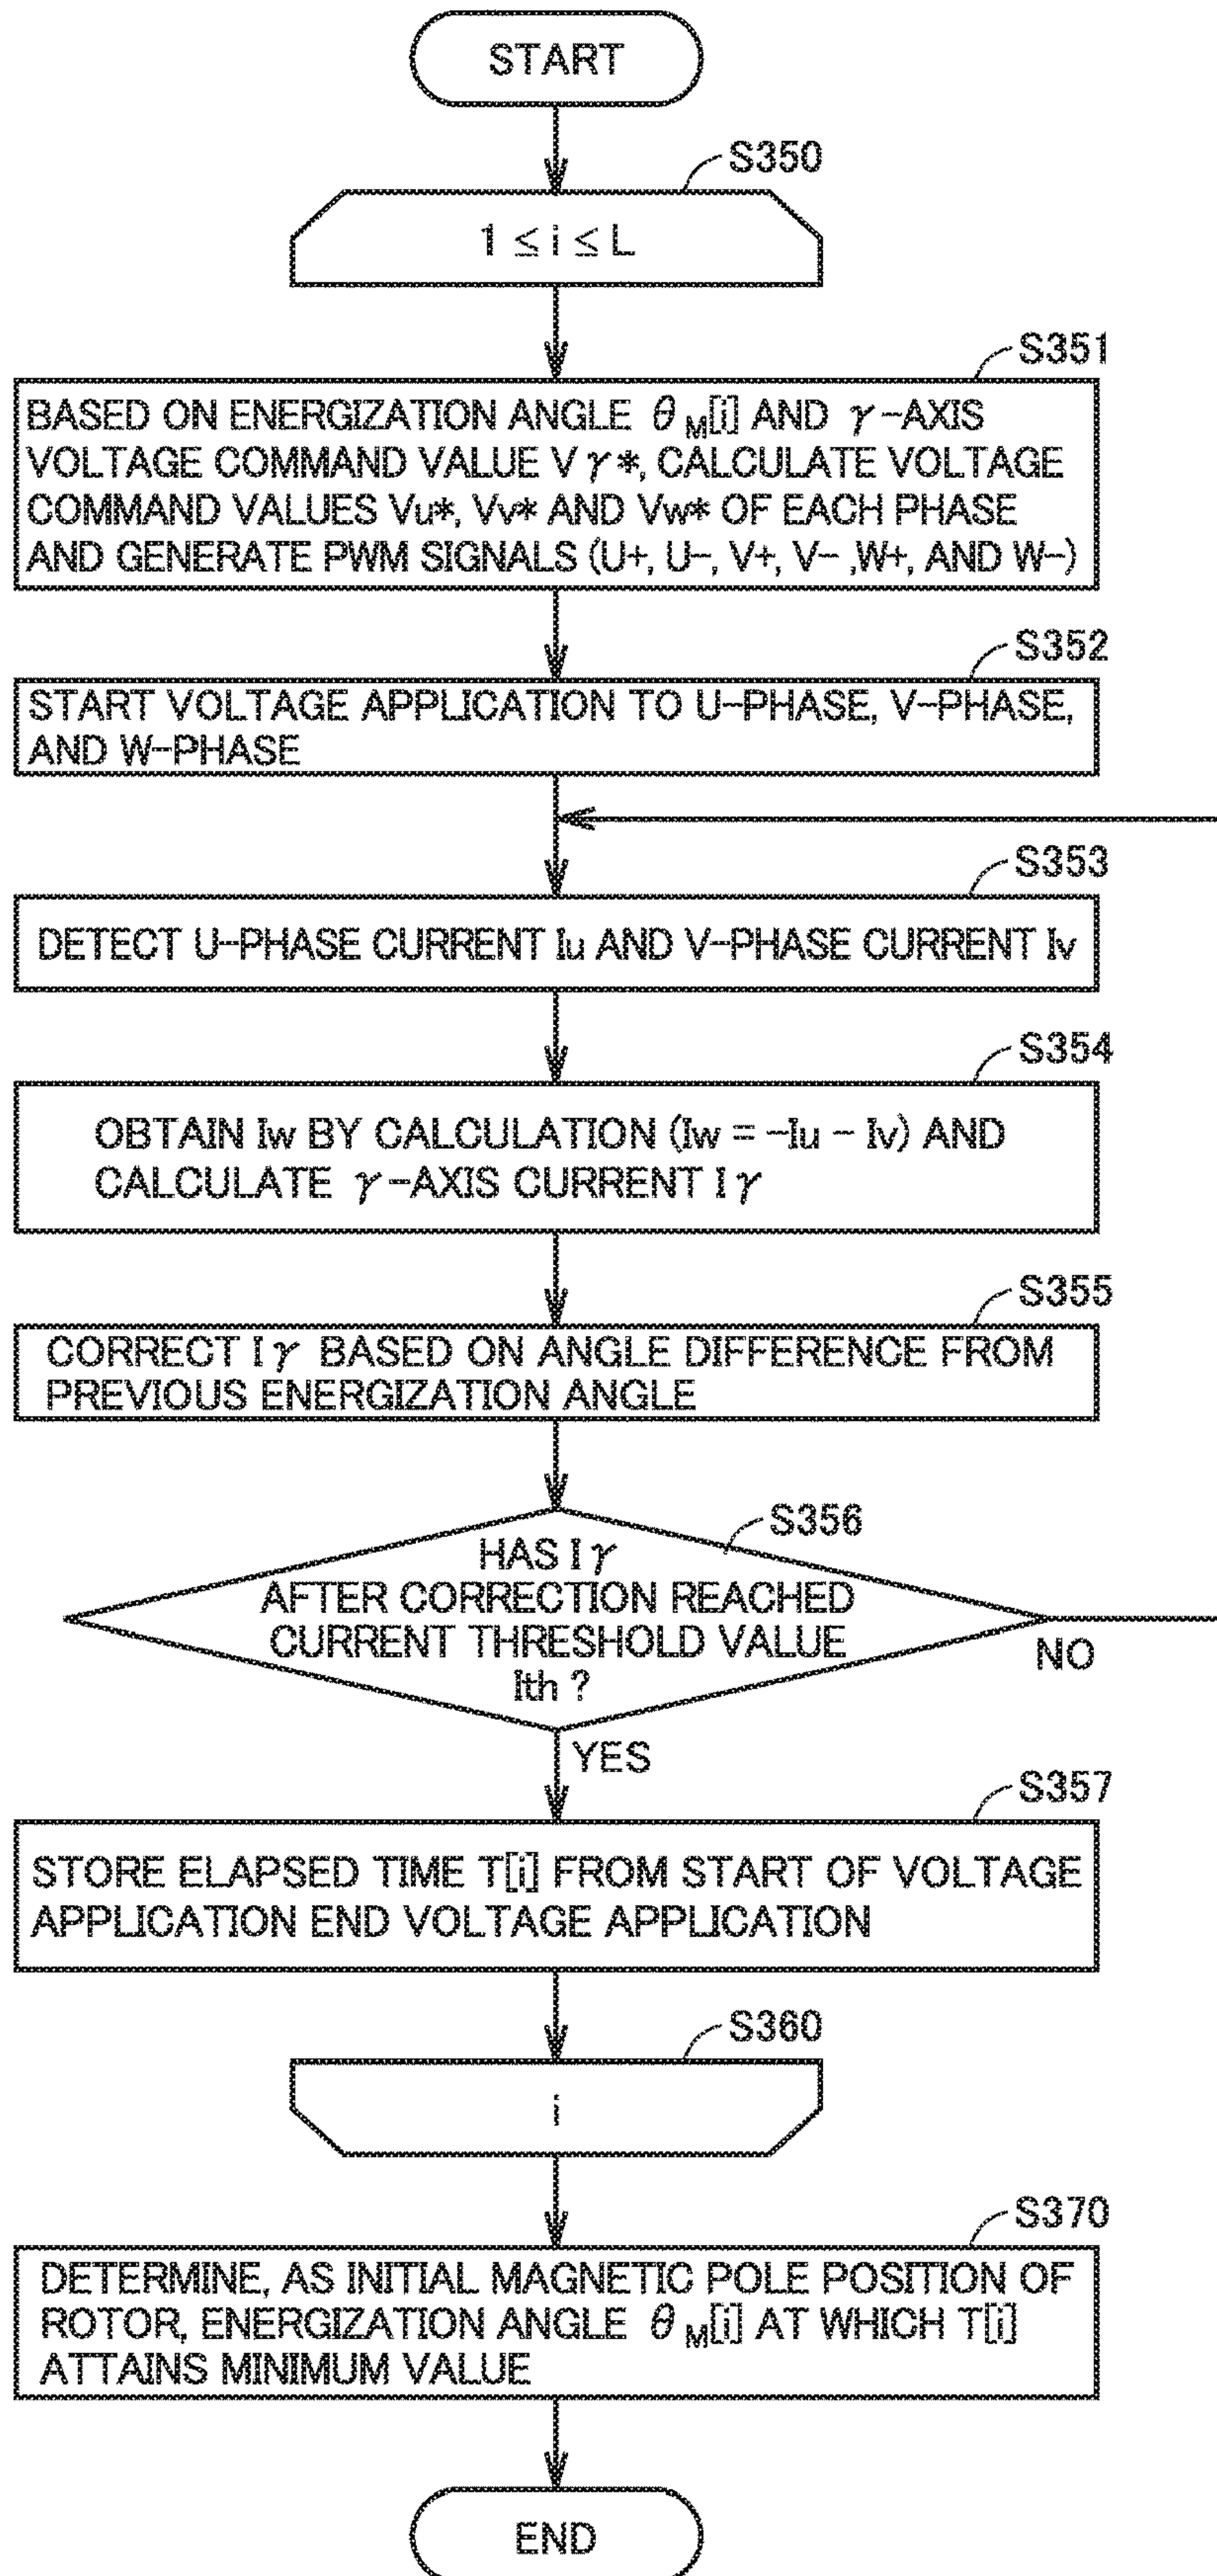 START
S350
1 ≤ i ≤ L
S351
BASED ON ENERGIZATION ANGLE θM[i] AND γ-AXIS
VOLTAGE COMMAND VALUE Vγ*, CALCULATE VOLTAGE
COMMAND VALUES Vu*, Vv* AND Vw* OF EACH PHASE
AND GENERATE PWM SIGNALS (U+, U-, V+, V- ,W+, AND W-)
S352
START VOLTAGE APPLICATION TO U-PHASE, V-PHASE,
AND W-PHASE
S353
DETECT U-PHASE CURRENT Iu AND V-PHASE CURRENT Iv
S354
OBTAIN Iw BY CALCULATION (Iw = -Iu - Iv) AND
CALCULATE γ-AXIS CURRENT Iγ
S355
CORRECT Iγ BASED ON ANGLE DIFFERENCE FROM
PREVIOUS ENERGIZATION ANGLE
S356
HAS Iγ
AFTER CORRECTION REACHED
CURRENT THRESHOLD VALUE
Ith ?
NO
YES
S357
STORE ELAPSED TIME T[i] FROM START OF VOLTAGE
APPLICATION END VOLTAGE APPLICATION
S360
i
S370
DETERMINE, AS INITIAL MAGNETIC POLE POSITION OF
ROTOR, ENERGIZATION ANGLE θM[i] AT WHICH T[i]
ATTAINS MINIMUM VALUE
END